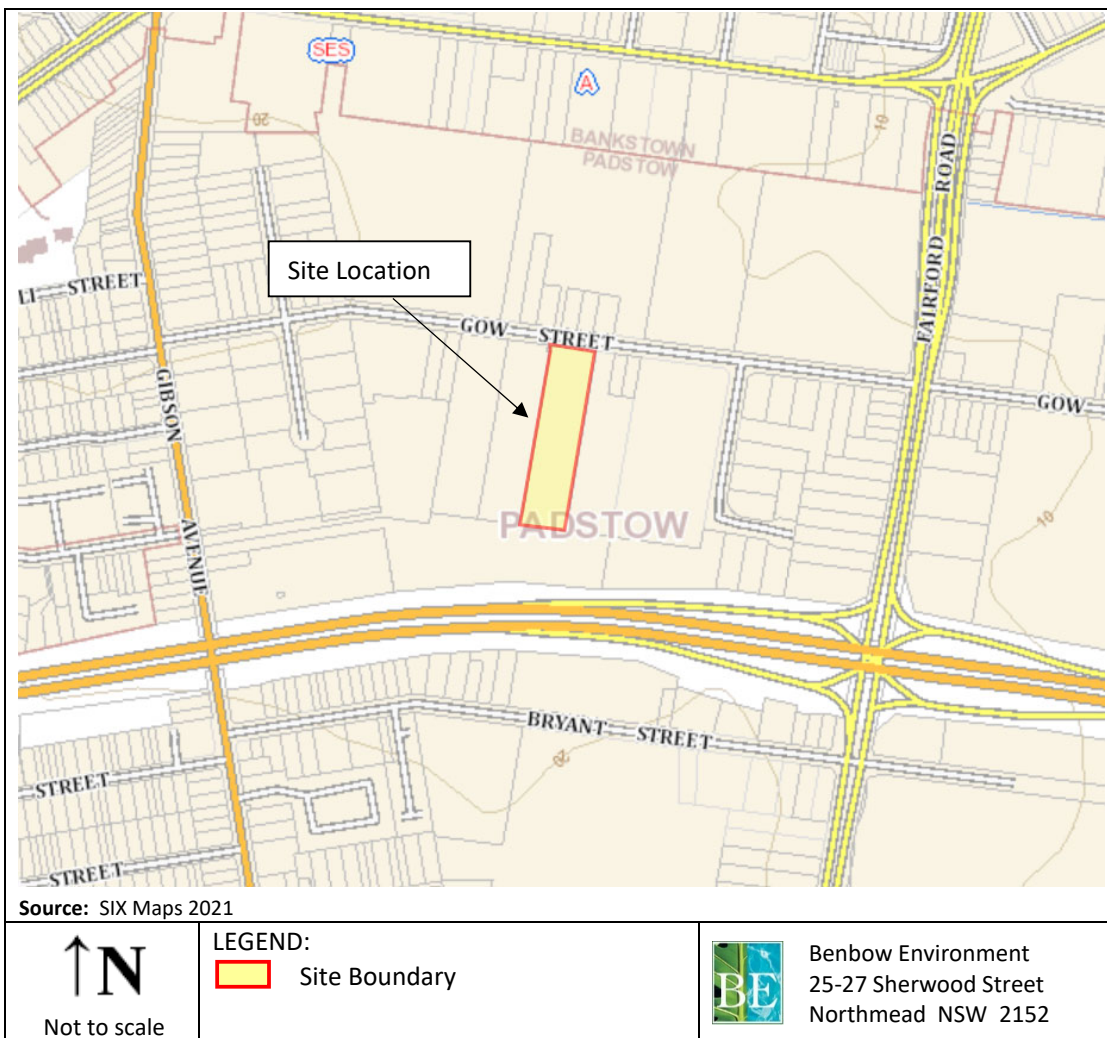 SES
A
20
10
BANKSTOWN
PADSTOW
ROAD
FAIRFORD
Site Location
LI STREET
GOW STREET
GOW
GIBSON
AVENUE
PADSTOW
10
BRYANT STREET
20
STREET
STREET
Source: SIX Maps 2021
↑N
Not to scale
LEGEND:
Site Boundary
BE
Benbow Environment
25-27 Sherwood Street
Northmead NSW 2152